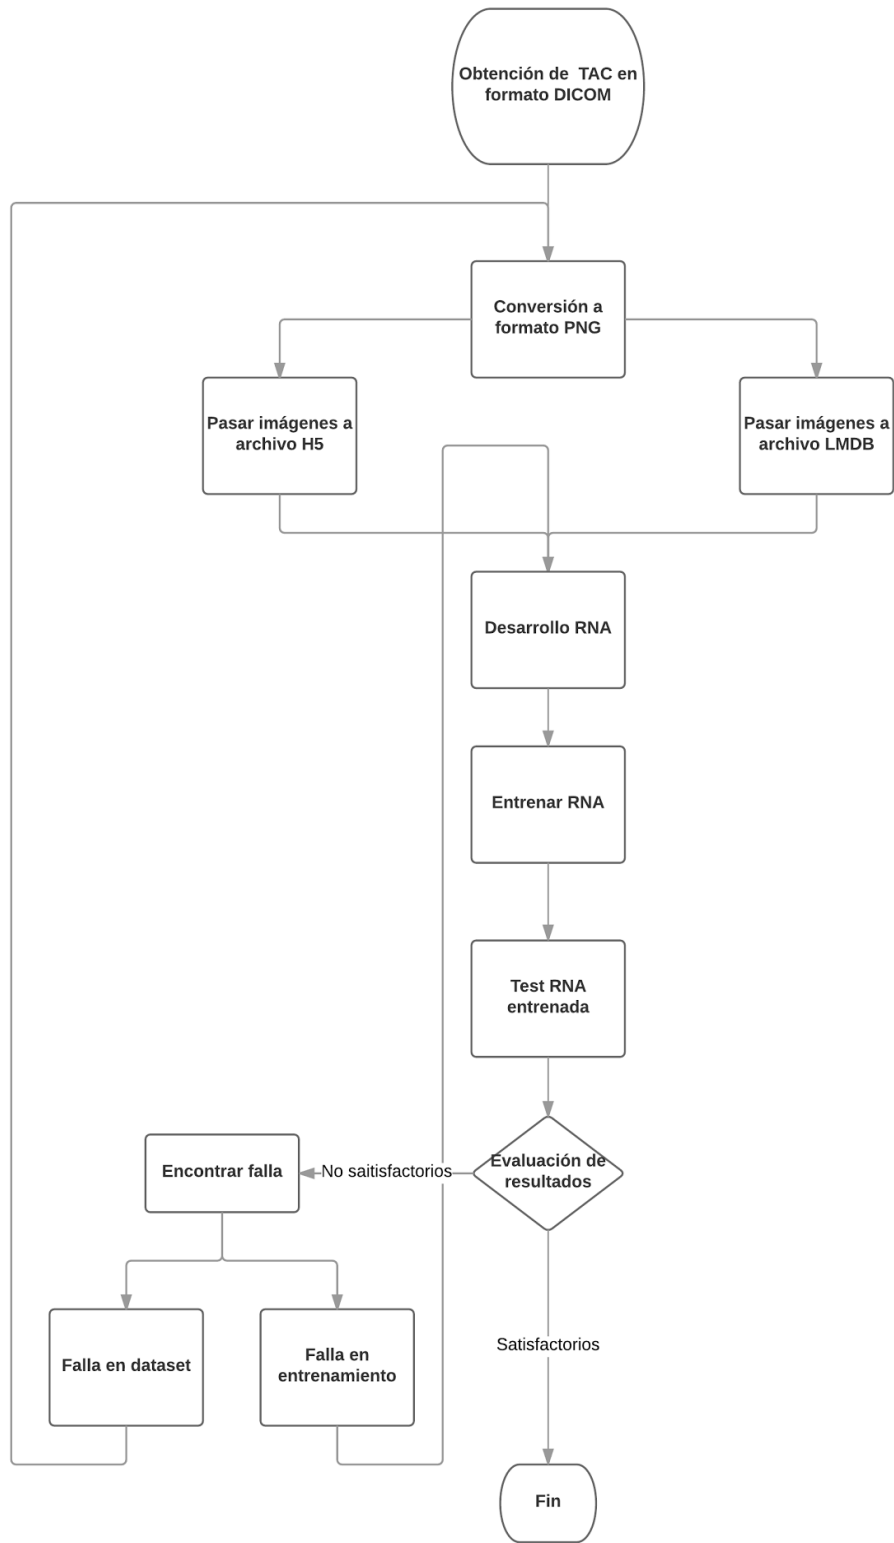 Obtención de TAC en
formato DICOM
Conversión a
formato PNG
Pasar imágenes a
archivo H5
Pasar imágenes a
archivo LMDB
Desarrollo RNA
Entrenar RNA
Test RNA
entrenada
Evaluación de
resultados
No saitisfactorios
Encontrar falla
Falla en dataset
Falla en
entrenamiento
Satisfactorios
Fin